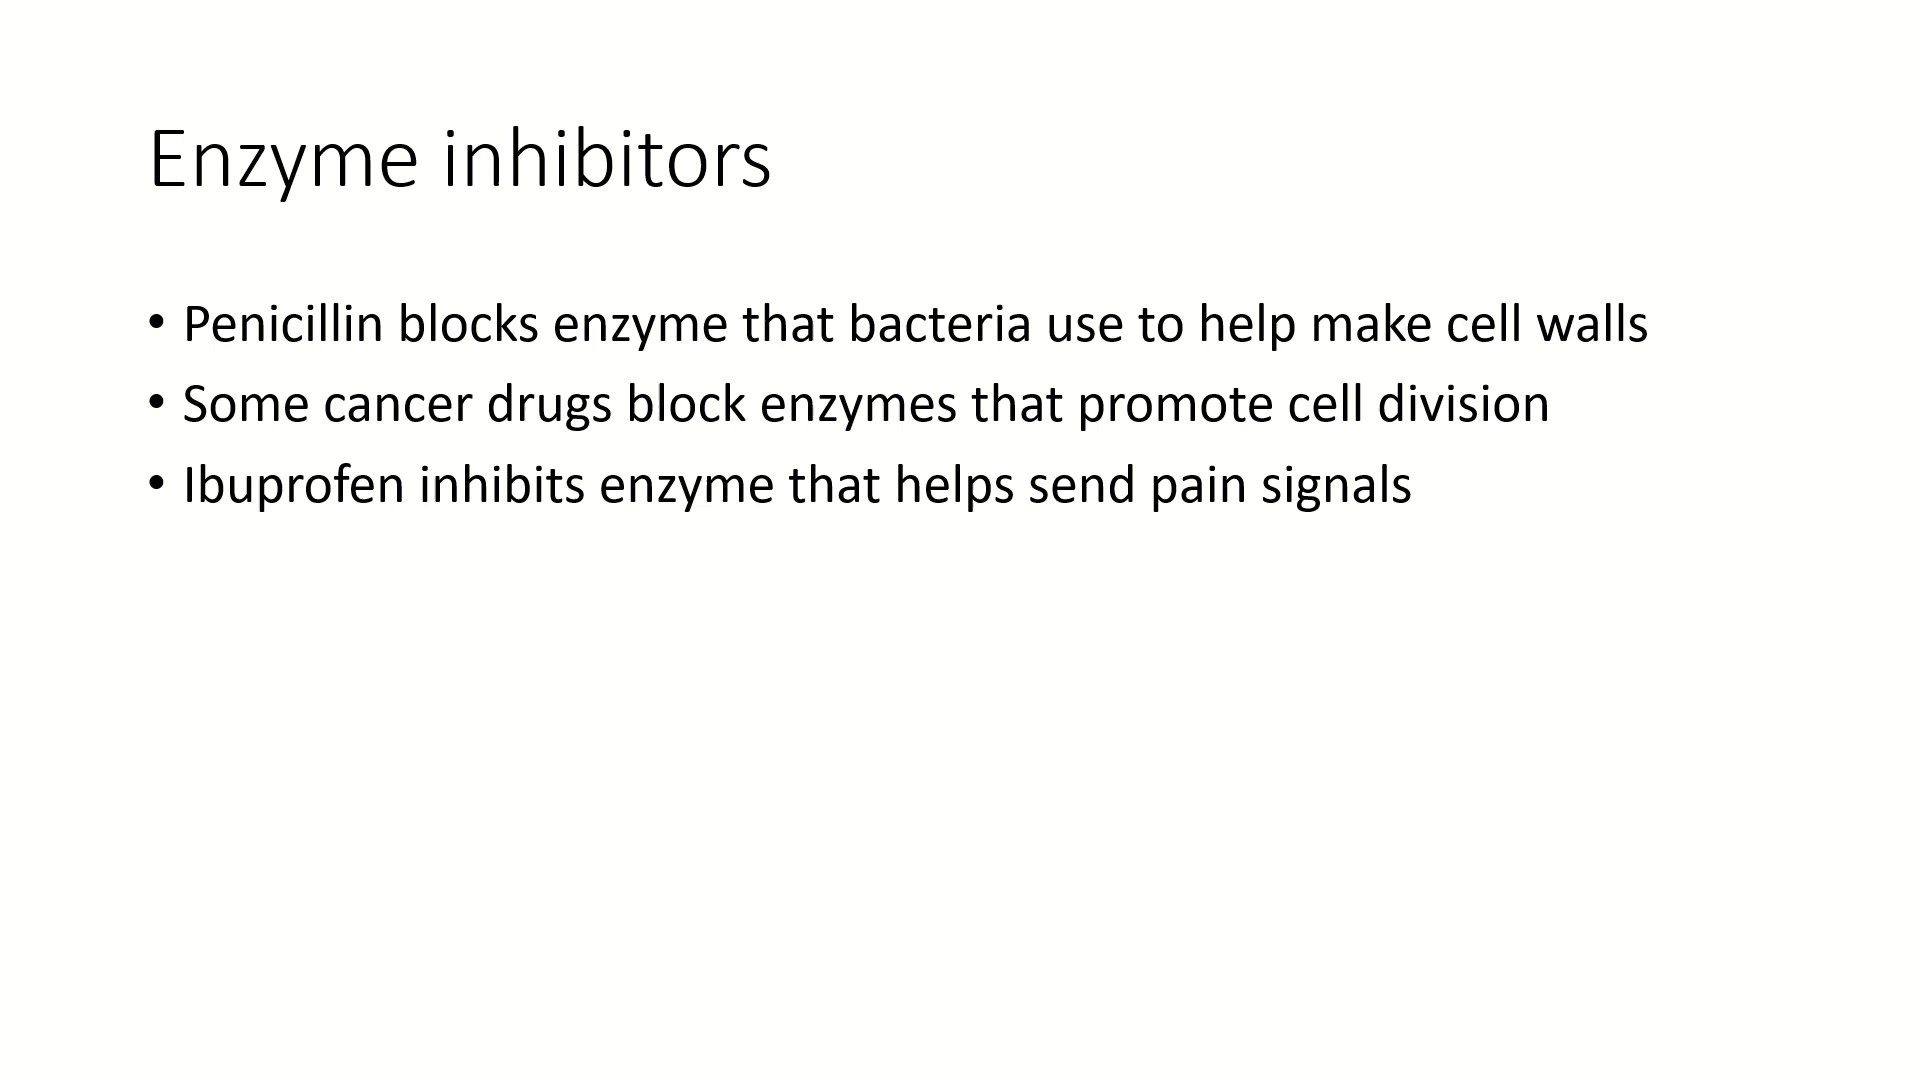 Enzyme inhibitors
• Penicillin blocks enzyme that bacteria use to help make cell walls
• Some cancer drugs block enzymes that promote cell division
• Ibuprofen inhibits enzyme that helps send pain signals